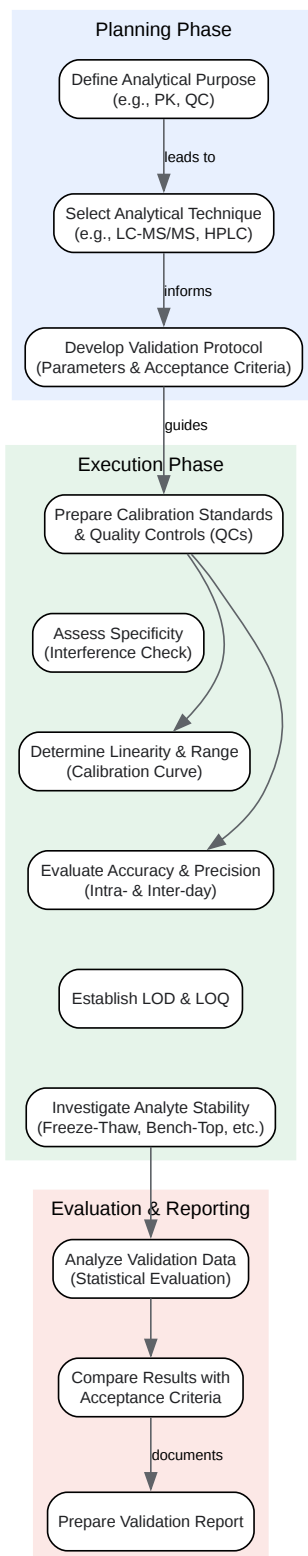 Planning Phase
Define Analytical Purpose
(e.g., PK, QC)
leads to
Select Analytical Technique
(e.g., LC-MS/MS, HPLC)
informs
Develop Validation Protocol
(Parameters & Acceptance Criteria)
guides
Execution Phase
Prepare Calibration Standards
& Quality Controls (QCs)
Assess Specificity
(Interference Check)
Determine Linearity & Range
(Calibration Curve)
Evaluate Accuracy & Precision
(Intra- & Inter-day)
Establish LOD & LOQ
Investigate Analyte Stability
(Freeze-Thaw, Bench-Top, etc.)
Evaluation & Reporting
Analyze Validation Data
(Statistical Evaluation)
Compare Results with
Acceptance Criteria
documents
Prepare Validation Report